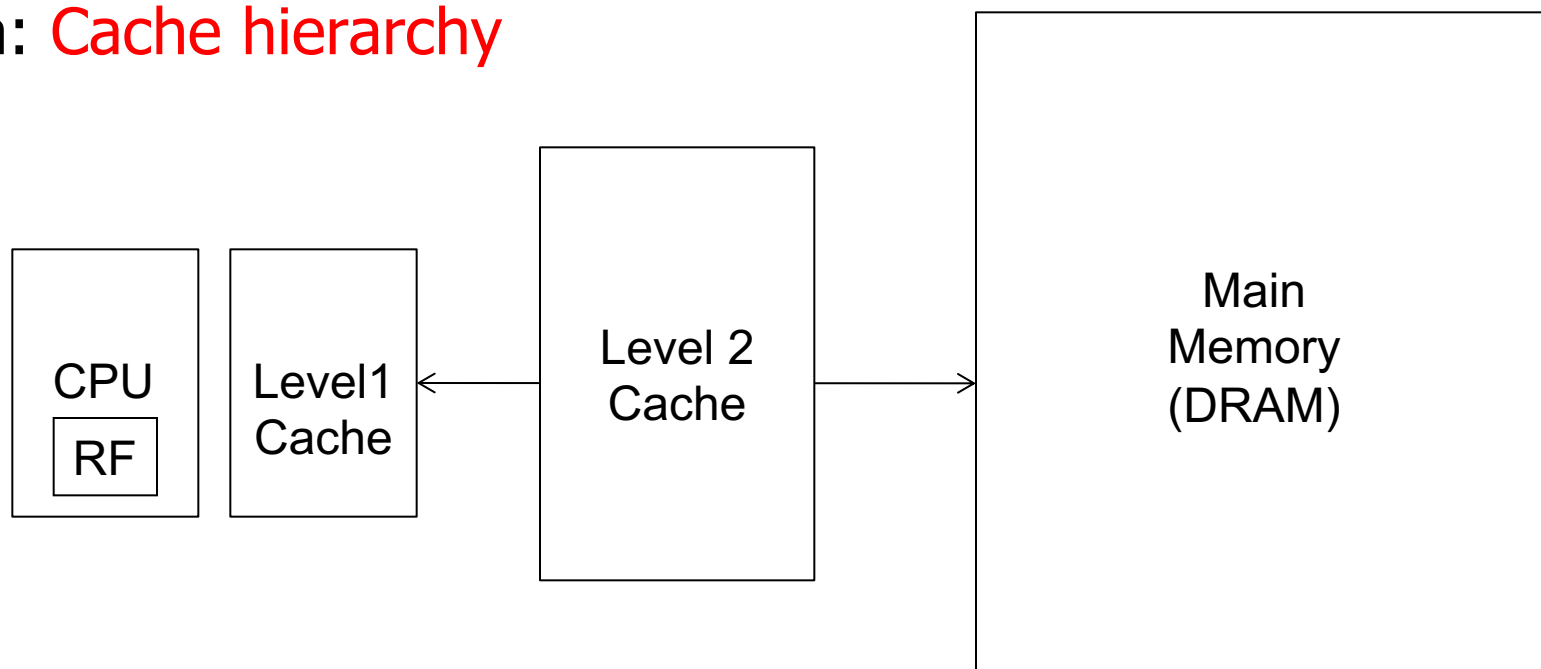 : Cache hierarchy
CPU
RF
Level1
Cache
Level 2
Cache
Main
Memory
(DRAM)